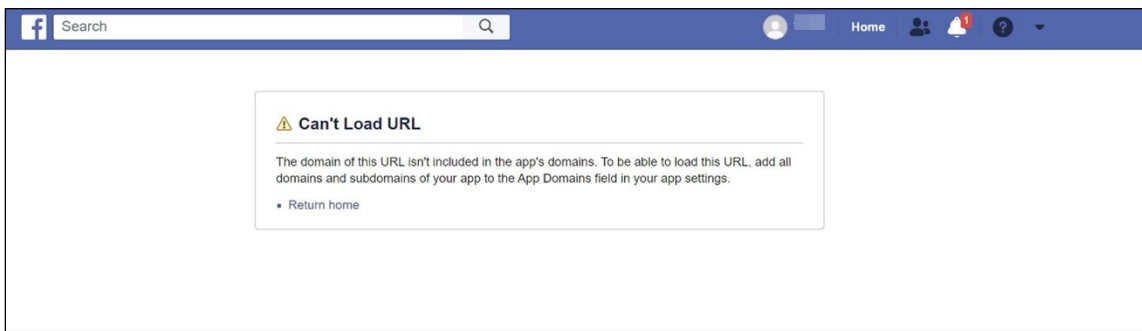 f Search Home 1 ?
Can't Load URL
The domain of this URL isn't included in the app's domains. To be able to load this URL, add all
domains and subdomains of your app to the App Domains field in your app settings.
Return home